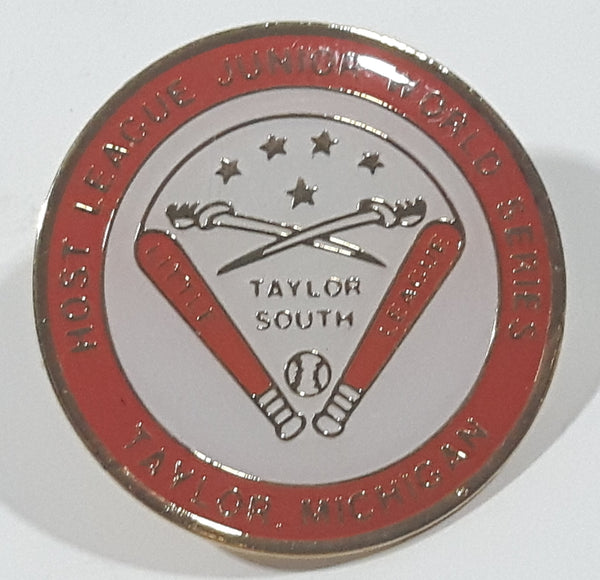 HOST LEAGUE JUNIOR WORLD SERIES
LITTLE
LEAGUE
TAYLOR
SOUTH
TAYLOR, MICHIGAN